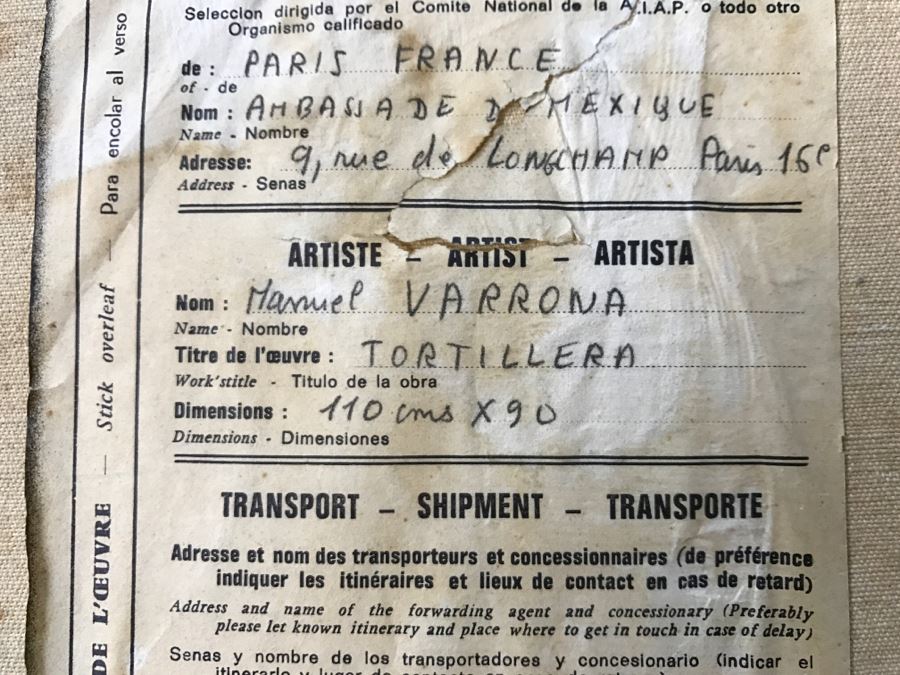 Seleccion dirigida por el Comite National de la A.I.A.P. o todo otro
Organismo calificado
de : PARIS FRANCE
of - de
Nom : AMBASSADE D MEXIQUE
Name - Nombre
Adresse: 9, rue de LONGCHAMP Paris 16e
Address - Senas
ARTISTE – ARTIST – ARTISTA
Nom : Manuel VARRONA
Name - Nombre
Titre de l'œuvre : TORTILLERA
Work'stitle - Titulo de la obra
Dimensions : 110 cms X 90
Dimensions - Dimensiones
TRANSPORT – SHIPMENT – TRANSPORTE
Adresse et nom des transporteurs et concessionnaires (de préférence
indiquer les itinéraires et lieux de contact en cas de retard)
Address and name of the forwarding agent and concessionary (Preferably
please let known itinerary and place where to get in touch in case of delay)
Senas y nombre de los transportadores y concesionario (indicar el
DE L'ŒUVRE — Stick overleaf — Para encolar al verso